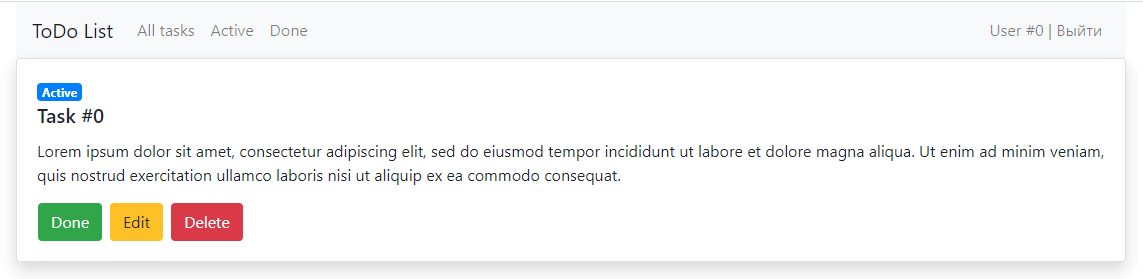 ToDo List All tasks Active Done User #0 | Выйти
Active
Task #0
Lorem ipsum dolor sit amet, consectetur adipiscing elit, sed do eiusmod tempor incididunt ut labore et dolore magna aliqua. Ut enim ad minim veniam,
quis nostrud exercitation ullamco laboris nisi ut aliquip ex ea commodo consequat.
Done Edit Delete